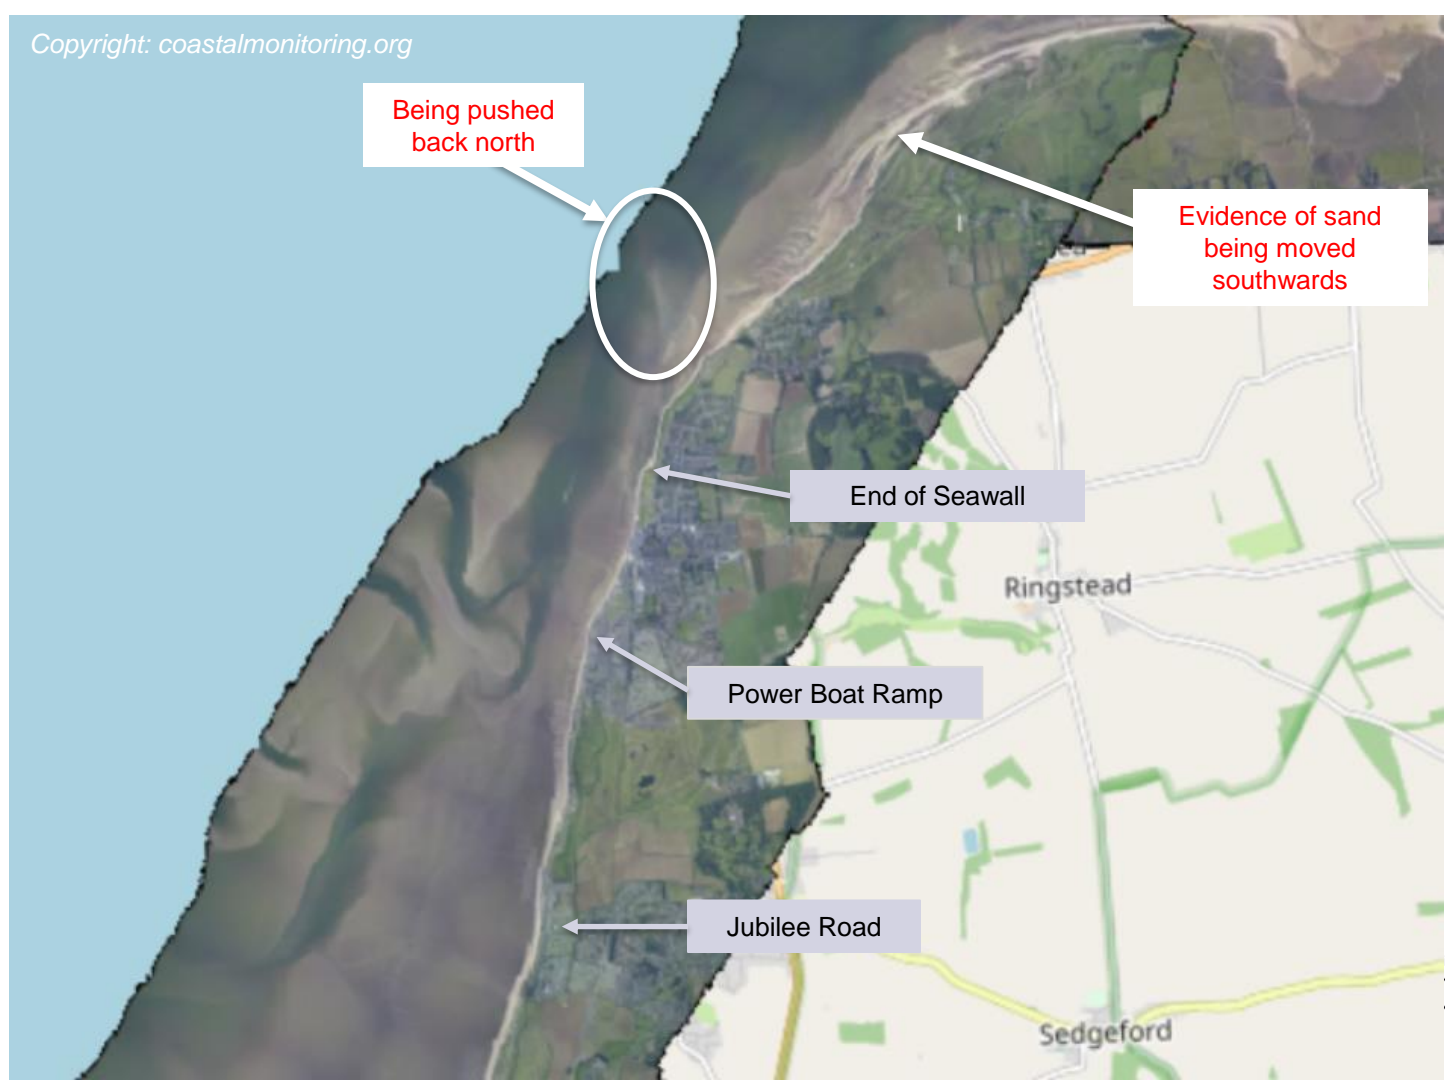 Copyright: coastalmonitoring.org
Being pushed
back north
Evidence of sand
being moved
southwards
End of Seawall
Ringstead
Power Boat Ramp
Jubilee Road
Sedgeford